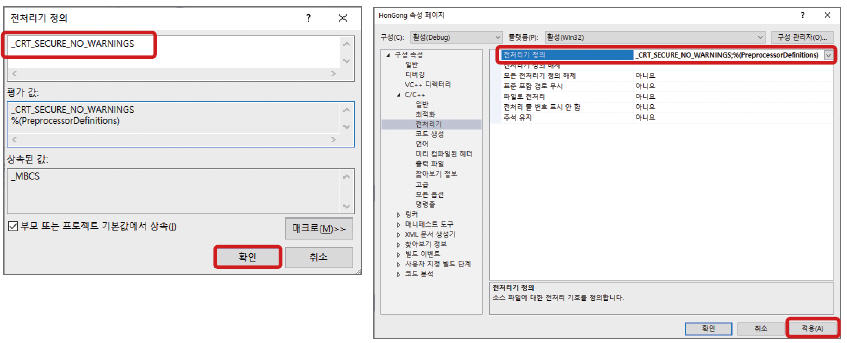 전처리기 정의
? ×
_CRT_SECURE_NO_WARNINGS
평가 값:
_CRT_SECURE_NO_WARNINGS
%(PreprocessorDefinitions)
상속된 값:
_MBCS
부모 또는 프로젝트 기본값에서 상속(I)
매크로(M)>>
확인
취소
HonGong 속성 페이지
? ×
구성(C): 활성(Debug)
플랫폼(P): 활성(Win32)
구성 관리자(O)...
구성 속성
일반
디버깅
VC++ 디렉터리
C/C++
일반
최적화
전처리기
코드 생성
언어
미리 컴파일된 헤더
출력 파일
찾아보기 정보
고급
모든 옵션
명령줄
링커
매니페스트 도구
XML 문서 생성기
찾아보기 정보
빌드 이벤트
사용자 지정 빌드 단계
코드 분석
전처리기 정의 _CRT_SECURE_NO_WARNINGS;%(PreprocessorDefinitions)
전처리기 정의 해제
모든 전처리기 정의 해제 아니요
표준 포함 경로 무시 아니요
파일로 전처리 아니요
전처리 줄 번호 표시 안 함 아니요
주석 유지 아니요
전처리기 정의
소스 파일에 대한 전처리 기호를 정의합니다.
확인
취소
적용(A)